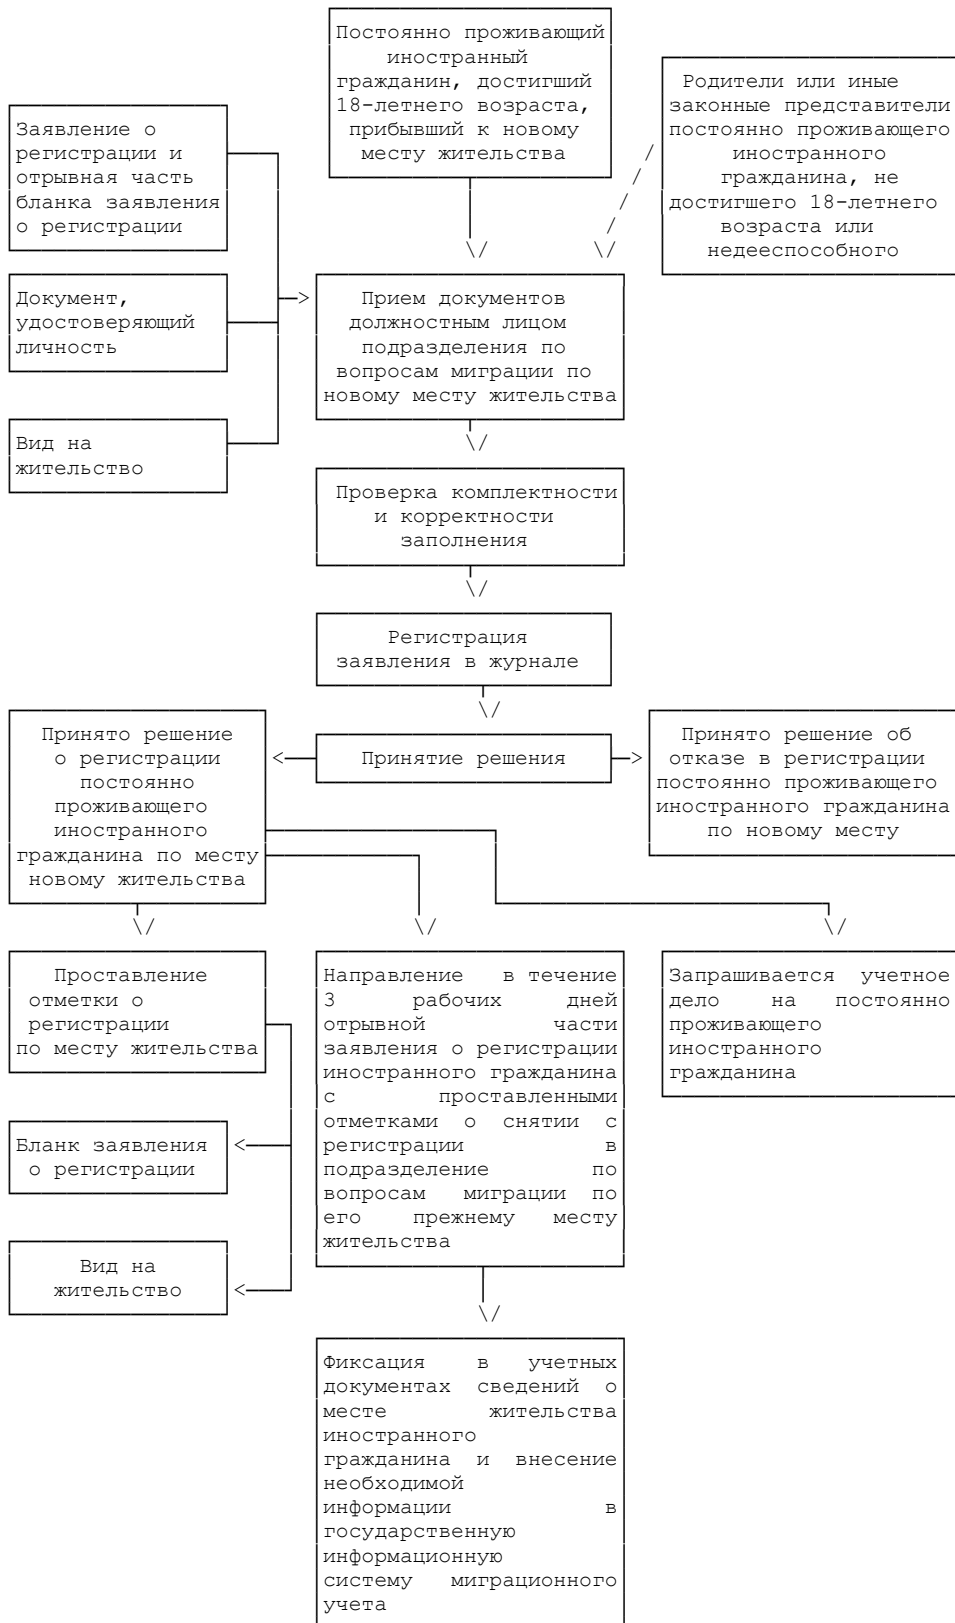 Постоянно проживающий
иностранный
гражданин, достигший
18-летнего возраста,
прибывший к новому
месту жительства
Родители или иные
законные представители
постоянно проживающего
иностранного
гражданина, не
достигшего 18-летнего
возраста или
недееспособного
Заявление о
регистрации и
отрывная часть
бланка заявления
о регистрации
Документ,
удостоверяющий
личность
Вид на
жительство
Прием документов
должностным лицом
подразделения по
вопросам миграции по
новому месту жительства
Проверка комплектности
и корректности
заполнения
Регистрация
заявления в журнале
Принятие решения
Принято решение
о регистрации
постоянно
проживающего
иностранного
гражданина по месту
новому жительства
Принято решение об
отказе в регистрации
постоянно проживающего
иностранного гражданина
по новому месту
Проставление
отметки о
регистрации
по месту жительства
Бланк заявления
о регистрации
Вид на
жительство
Направление в течение
3 рабочих дней
отрывной части
заявления о регистрации
иностранного гражданина
с проставленными
отметками о снятии с
регистрации в
подразделение по
вопросам миграции по
его прежнему месту
жительства
Запрашивается учетное
дело на постоянно
проживающего
иностранного
гражданина
Фиксация в учетных
документах сведений о
месте жительства
иностранного
гражданина и внесение
необходимой
информации в
государственную
информационную
систему миграционного
учета